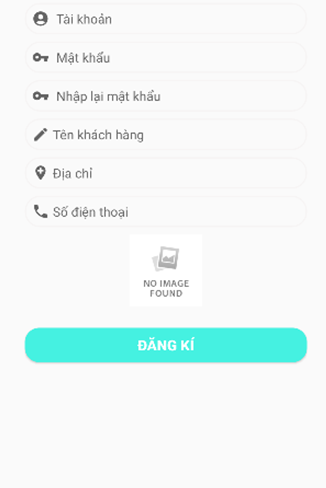 Tài khoản
Mật khẩu
Nhập lại mật khẩu
Tên khách hàng
Địa chỉ
Số điện thoại
NO IMAGE
FOUND
ĐĂNG KÍ